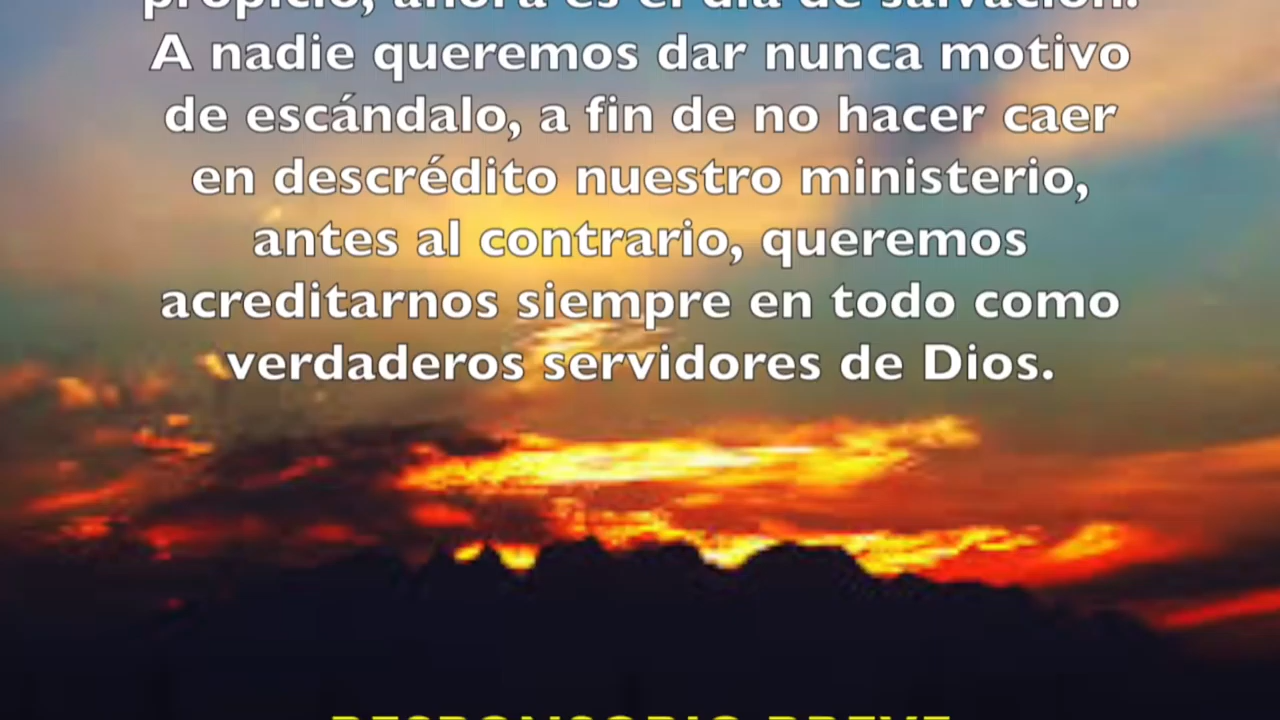 propicio, ahora es el día de salvación.
A nadie queremos dar nunca motivo
de escándalo, a fin de no hacer caer
en descrédito nuestro ministerio,
antes al contrario, queremos
acreditarnos siempre en todo como
verdaderos servidores de Dios.
RESPONSORIO BREVE